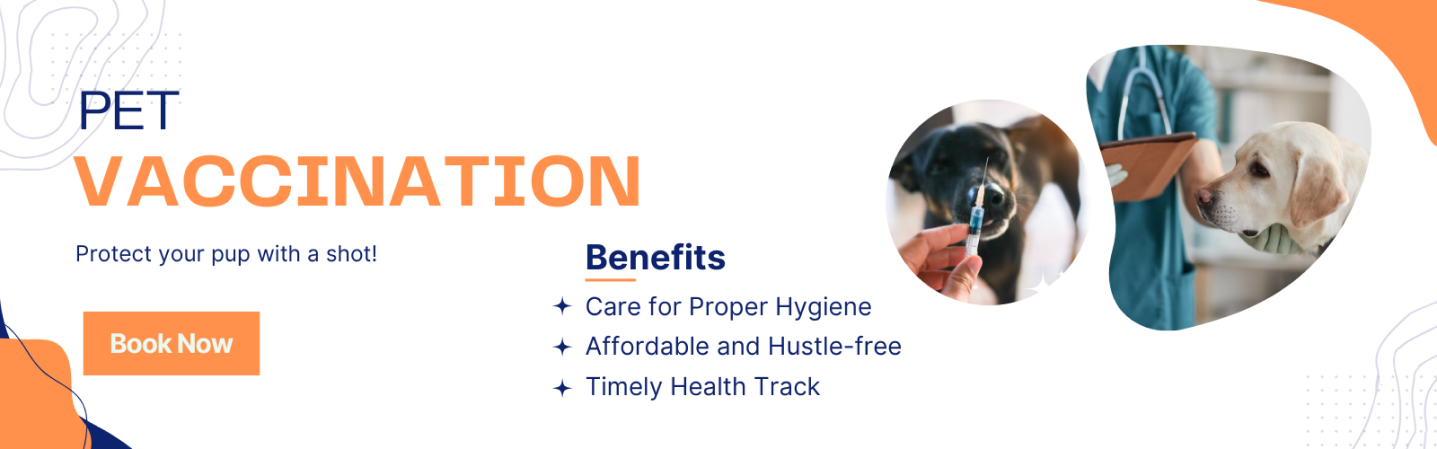 PET
VACCINATION
Protect your pup with a shot!
Book Now
Benefits
Care for Proper Hygiene
Affordable and Hustle-free
Timely Health Track